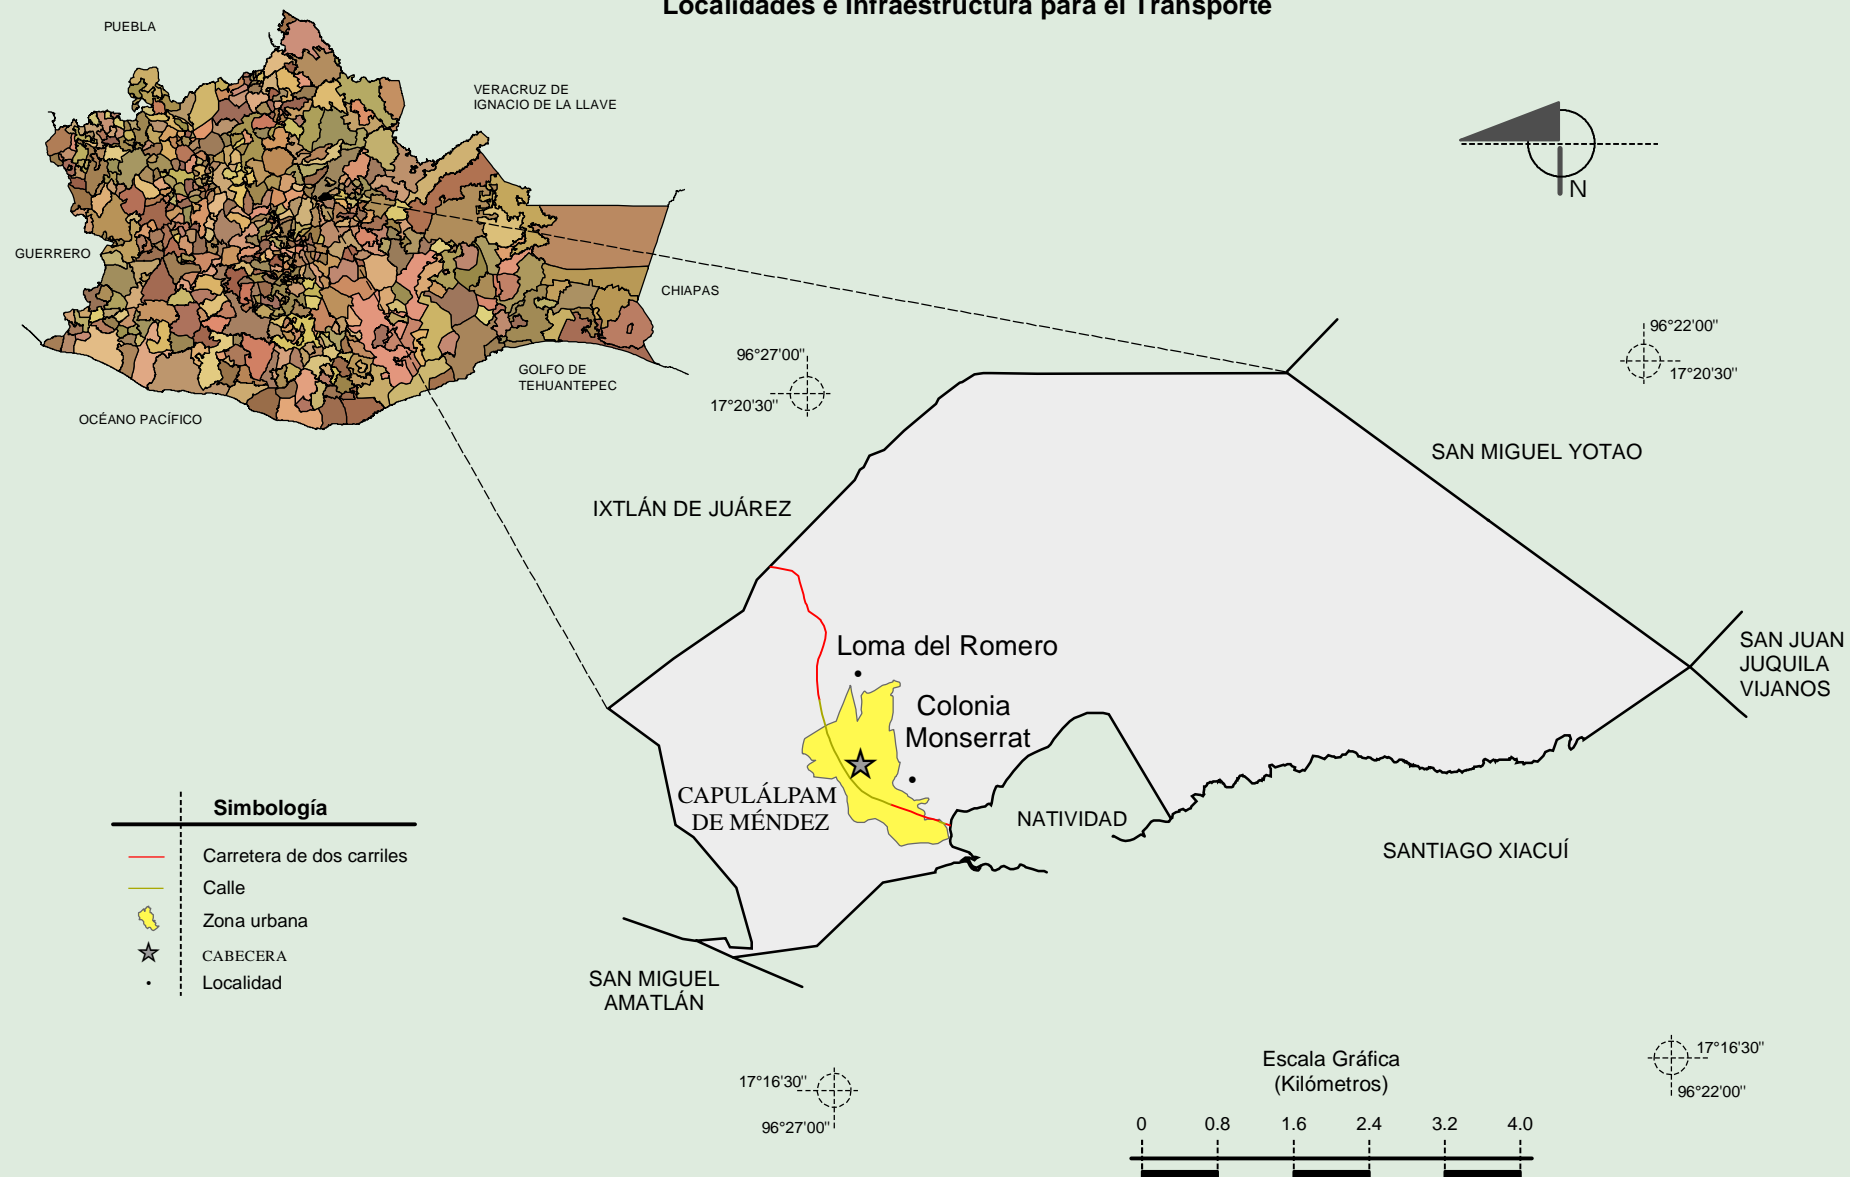 Localidades e Infraestructura para el Transporte
PUEBLA
VERACRUZ DE
IGNACIO DE LA LLAVE
GUERRERO
CHIAPAS
GOLFO DE
TEHUANTEPEC
OCÉANO PACÍFICO
N
96°27'00"
17°20'30"
96°22'00"
17°20'30"
SAN MIGUEL YOTAO
IXTLÁN DE JUÁREZ
SAN JUAN
JUQUILA
VIJANOS
Loma del Romero
Colonia
Monserrat
CAPULÁLPAM
DE MÉNDEZ
NATIVIDAD
SANTIAGO XIACUÍ
SAN MIGUEL
AMATLÁN
Simbología
Carretera de dos carriles
Calle
Zona urbana
CABECERA
Localidad
17°16'30"
96°27'00"
17°16'30"
96°22'00"
Escala Gráfica
(Kilómetros)
0 0.8 1.6 2.4 3.2 4.0